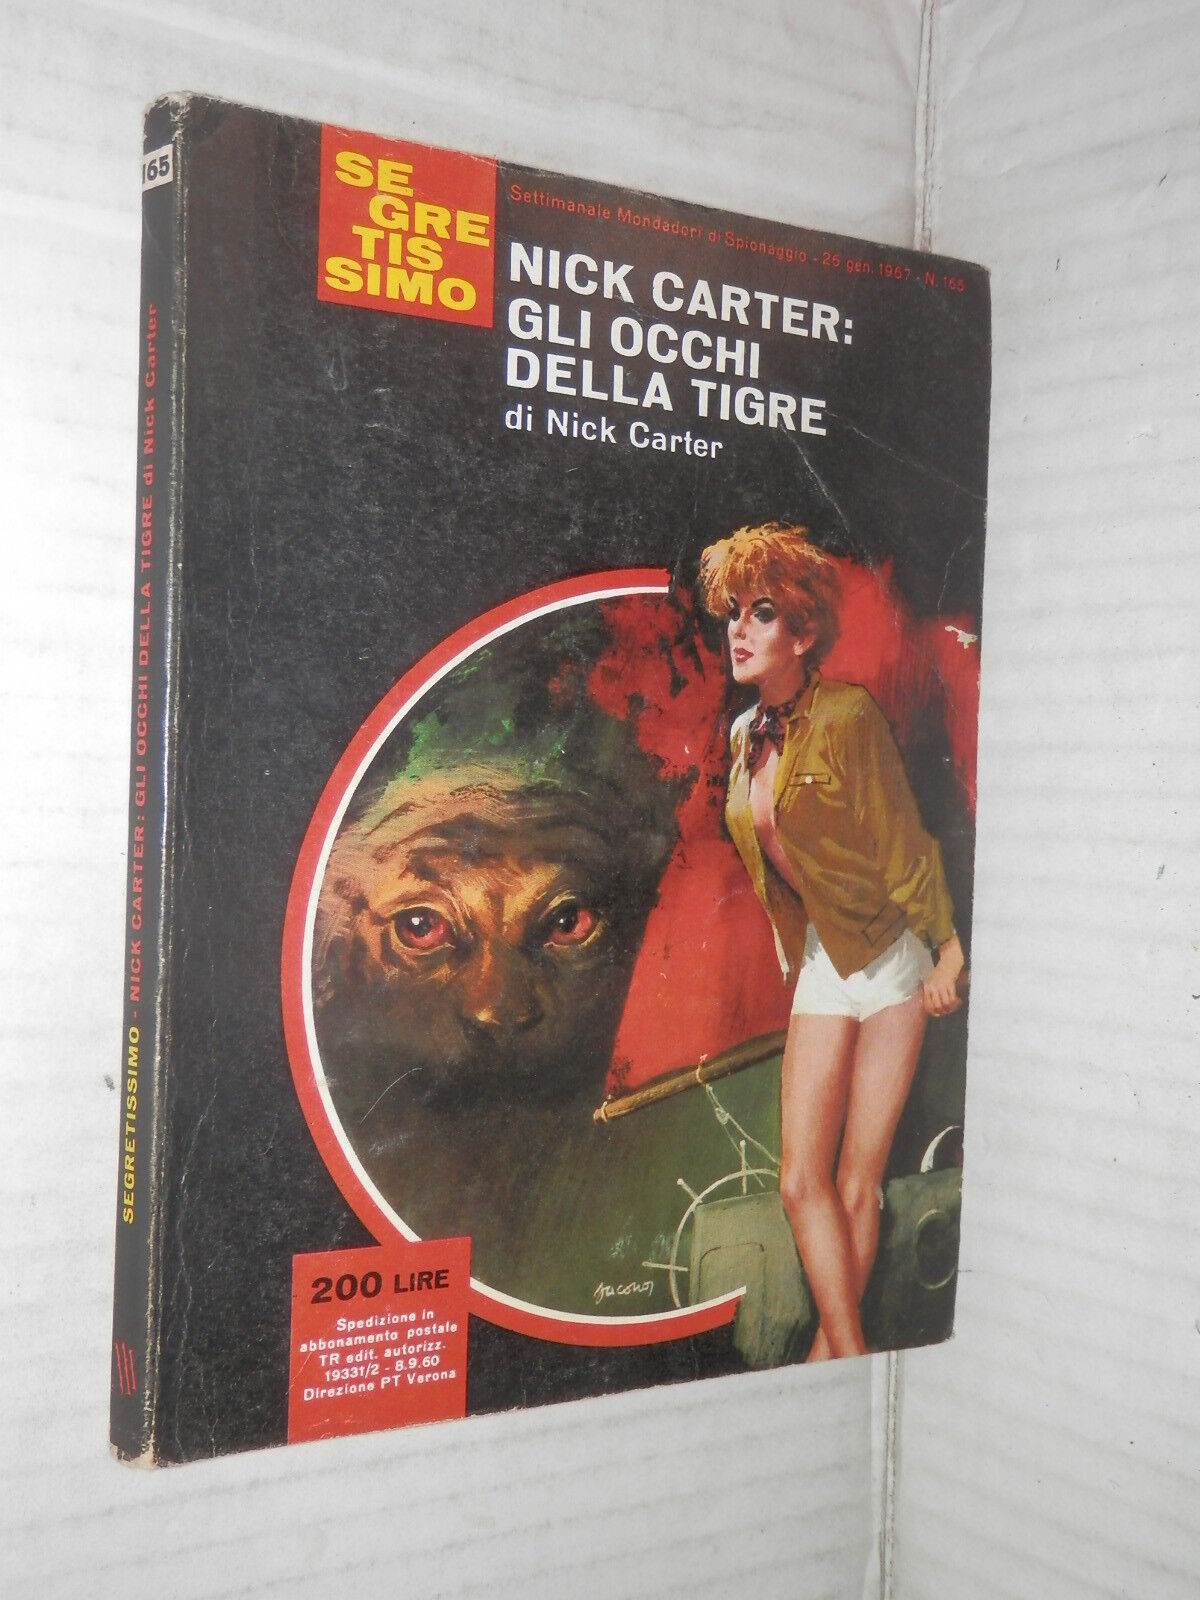 165
SEGRETISSIMO - NICK CARTER: GLI OCCHI DELLA TIGRE di Nick Carter
SE
GRE
TIS
SIMO
Settimanale Mondadori di Spionaggio - 26 gen. 1967 - N. 165
NICK CARTER:
GLI OCCHI
DELLA TIGRE
di Nick Carter
Jacono
200 LIRE
Spedizione in
abbonamento postale
TR edit. autorizz.
19331/2 - 8.9.60
Direzione PT Verona